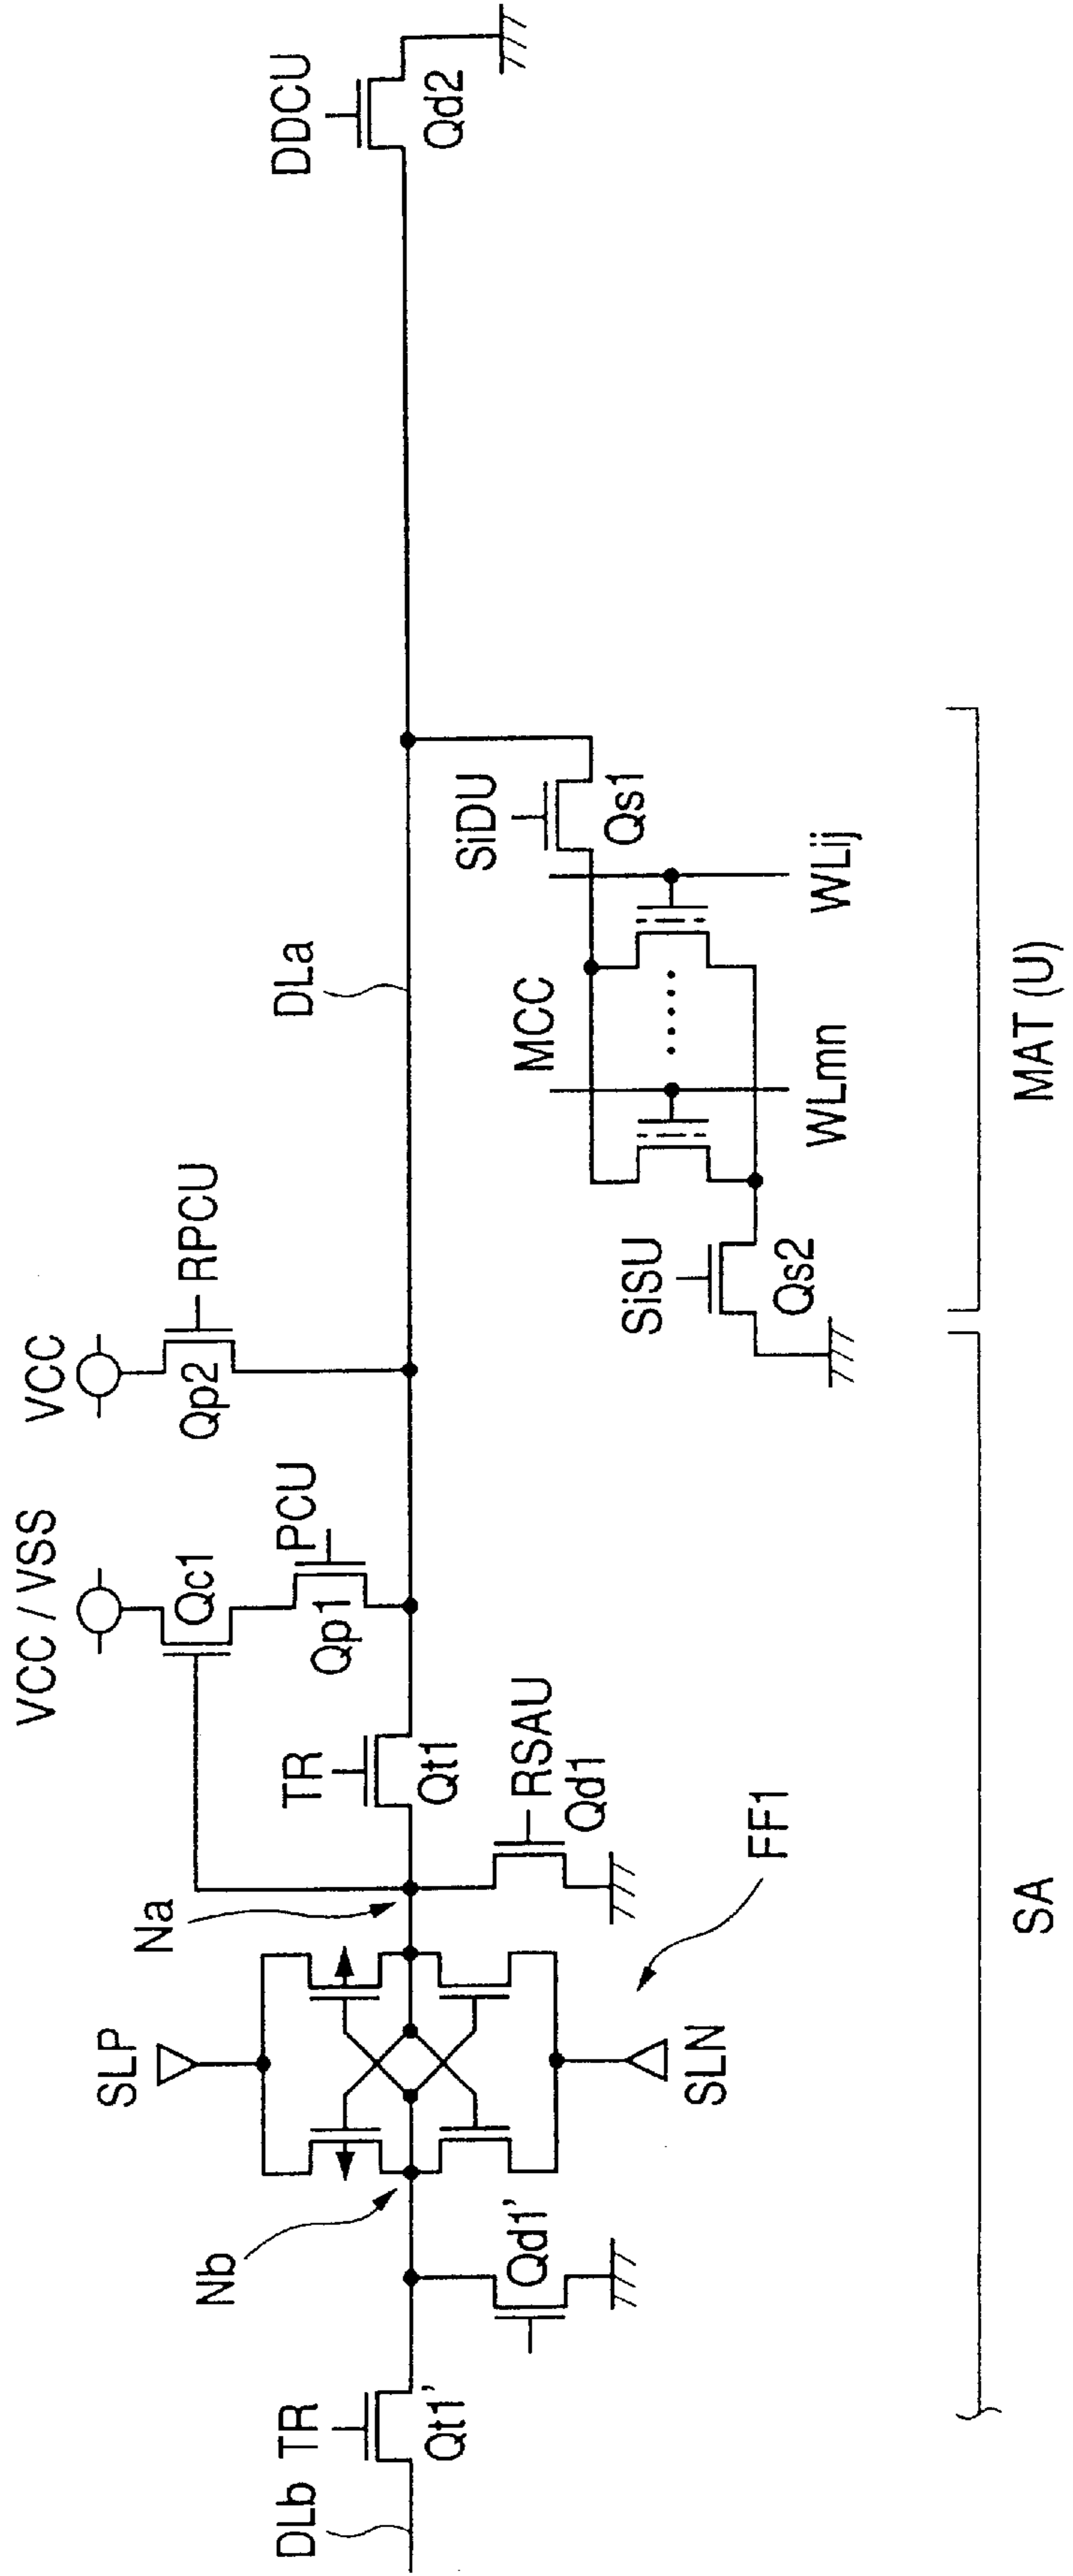 VCC / VSS
VCC
Qc1
PCU
Qp1
Qp2
RPCU
DDCU
Qd2
DLa
SLP
Na
TR
Qt1
RSAU
Qd1
DLb
TR
Qt1'
Nb
Qd1'
SLN
FF1
SiDU
Qs1
MCC
WLmn
WLij
SiSU
Qs2
SA
MAT (U)